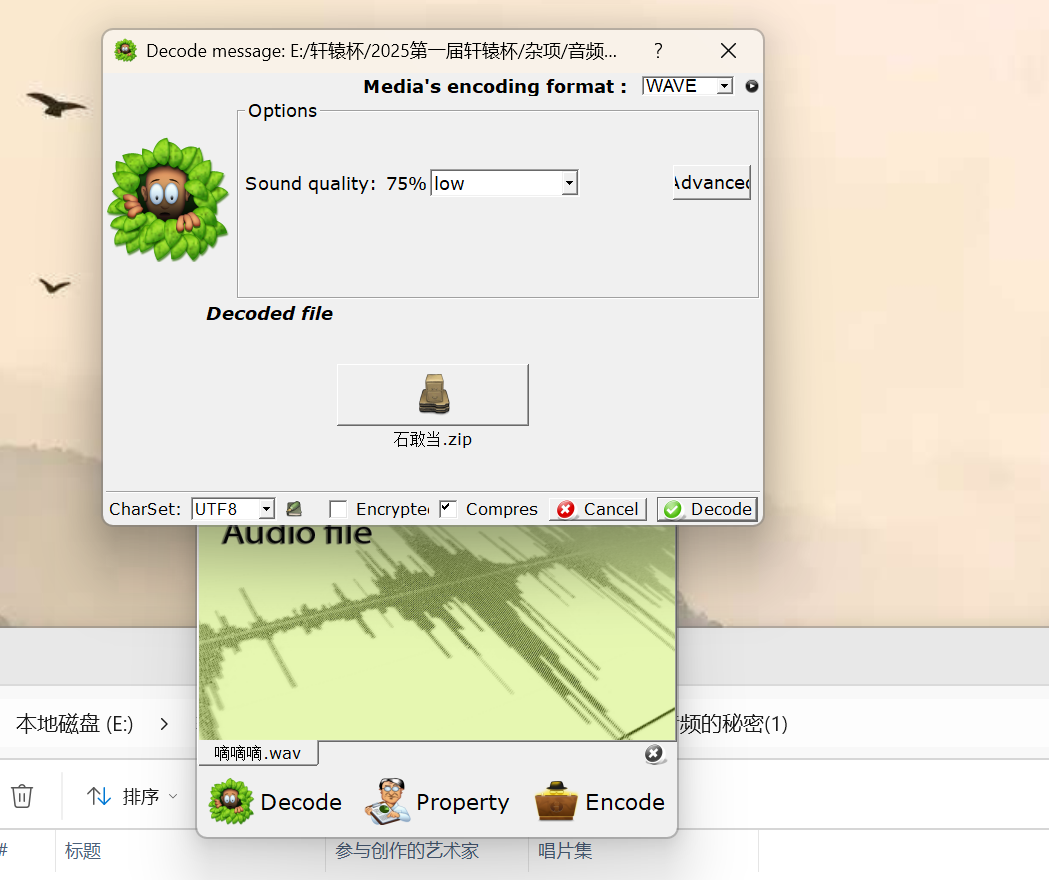 Decode message: E:/轩辕杯/2025第一届轩辕杯/杂项/音频... ?
Media's encoding format : WAVE
Options
Sound quality: 75% low Advanced
Decoded file
石敢当.zip
CharSet: UTF8 Encrypte Compres Cancel Decode
Audio file
本地磁盘 (E:) 频的秘密(1)
嘀嘀嘀.wav
排序 Decode Property Encode
# 标题 参与创作的艺术家 唱片集